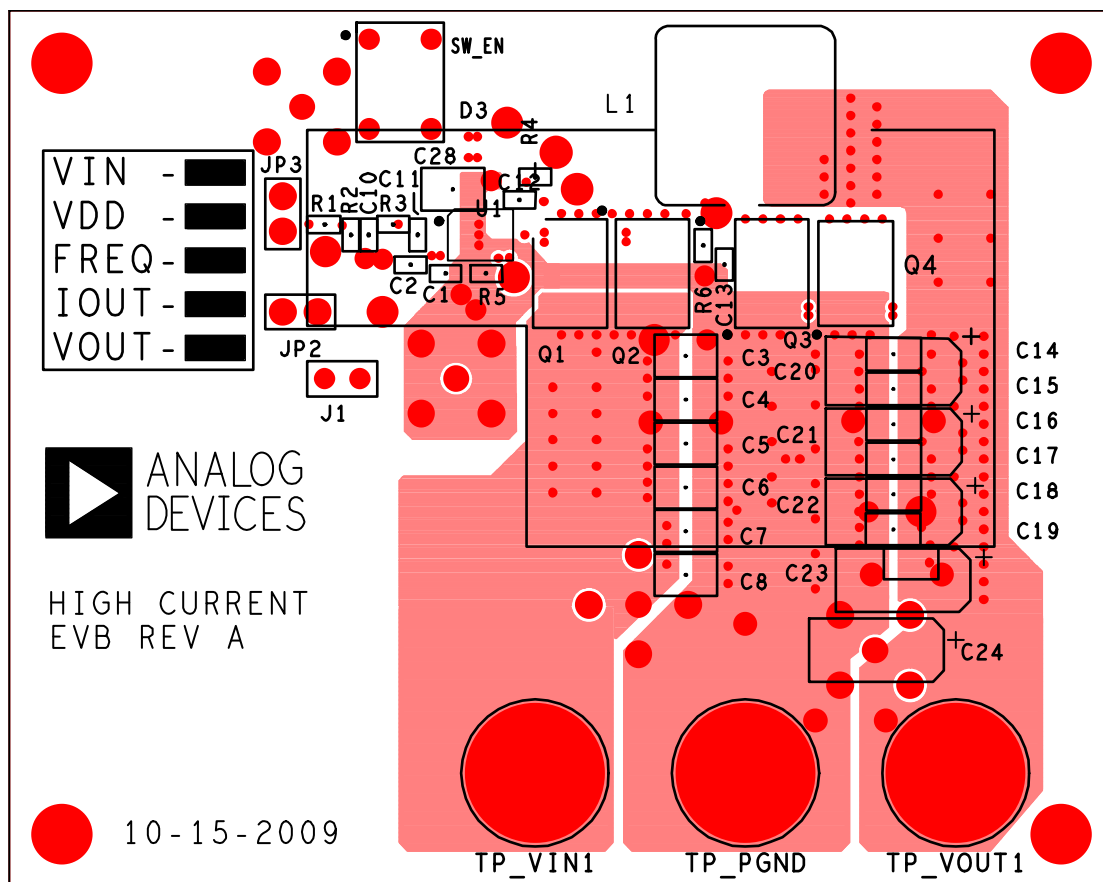 SW_EN
D3
R4
L1
C28
JP3
VIN -
VDD -
FREQ-
IOUT-
VOUT-
C11
C12
R1
R2
C10
R3
U1
C2
C1
R5
R6
C13
Q4
JP2
Q1
Q2
Q3
C3
C20
C14
C15
C4
C16
J1
C5
C21
C17
C6
C22
C18
C7
C19
C8
C23
C24
ANALOG
DEVICES
HIGH CURRENT
EVB REV A
10-15-2009
TP_VIN1
TP_PGND
TP_VOUT1